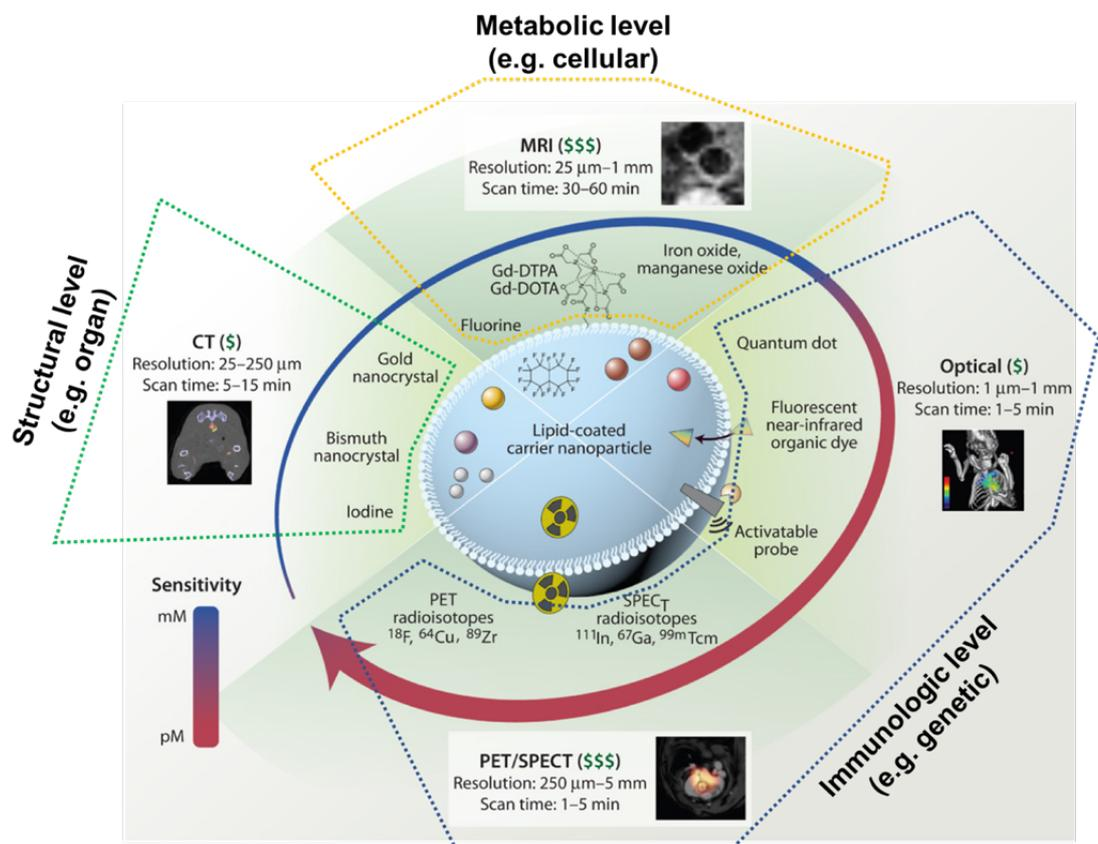 Metabolic level
(e.g. cellular)
MRI ($$$)
Resolution: 25 μm–1 mm
Scan time: 30–60 min
Gd-DTPA
Gd-DOTA
Iron oxide,
manganese oxide
Fluorine
Structural level
(e.g. organ)
CT ($)
Resolution: 25–250 μm
Scan time: 5–15 min
Gold
nanocrystal
Bismuth
nanocrystal
Iodine
Lipid-coated
carrier nanoparticle
Quantum dot
Fluorescent
near-infrared
organic dye
Activatable
probe
Optical ($)
Resolution: 1 μm–1 mm
Scan time: 1–5 min
Sensitivity
mM
pM
PET
radioisotopes
¹⁸F, ⁶⁴Cu, ⁸⁹Zr
SPECT
radioisotopes
¹¹¹In, ⁶⁷Ga, ⁹⁹ᵐTcm
PET/SPECT ($$$)
Resolution: 250 μm–5 mm
Scan time: 1–5 min
Immunologic level
(e.g. genetic)